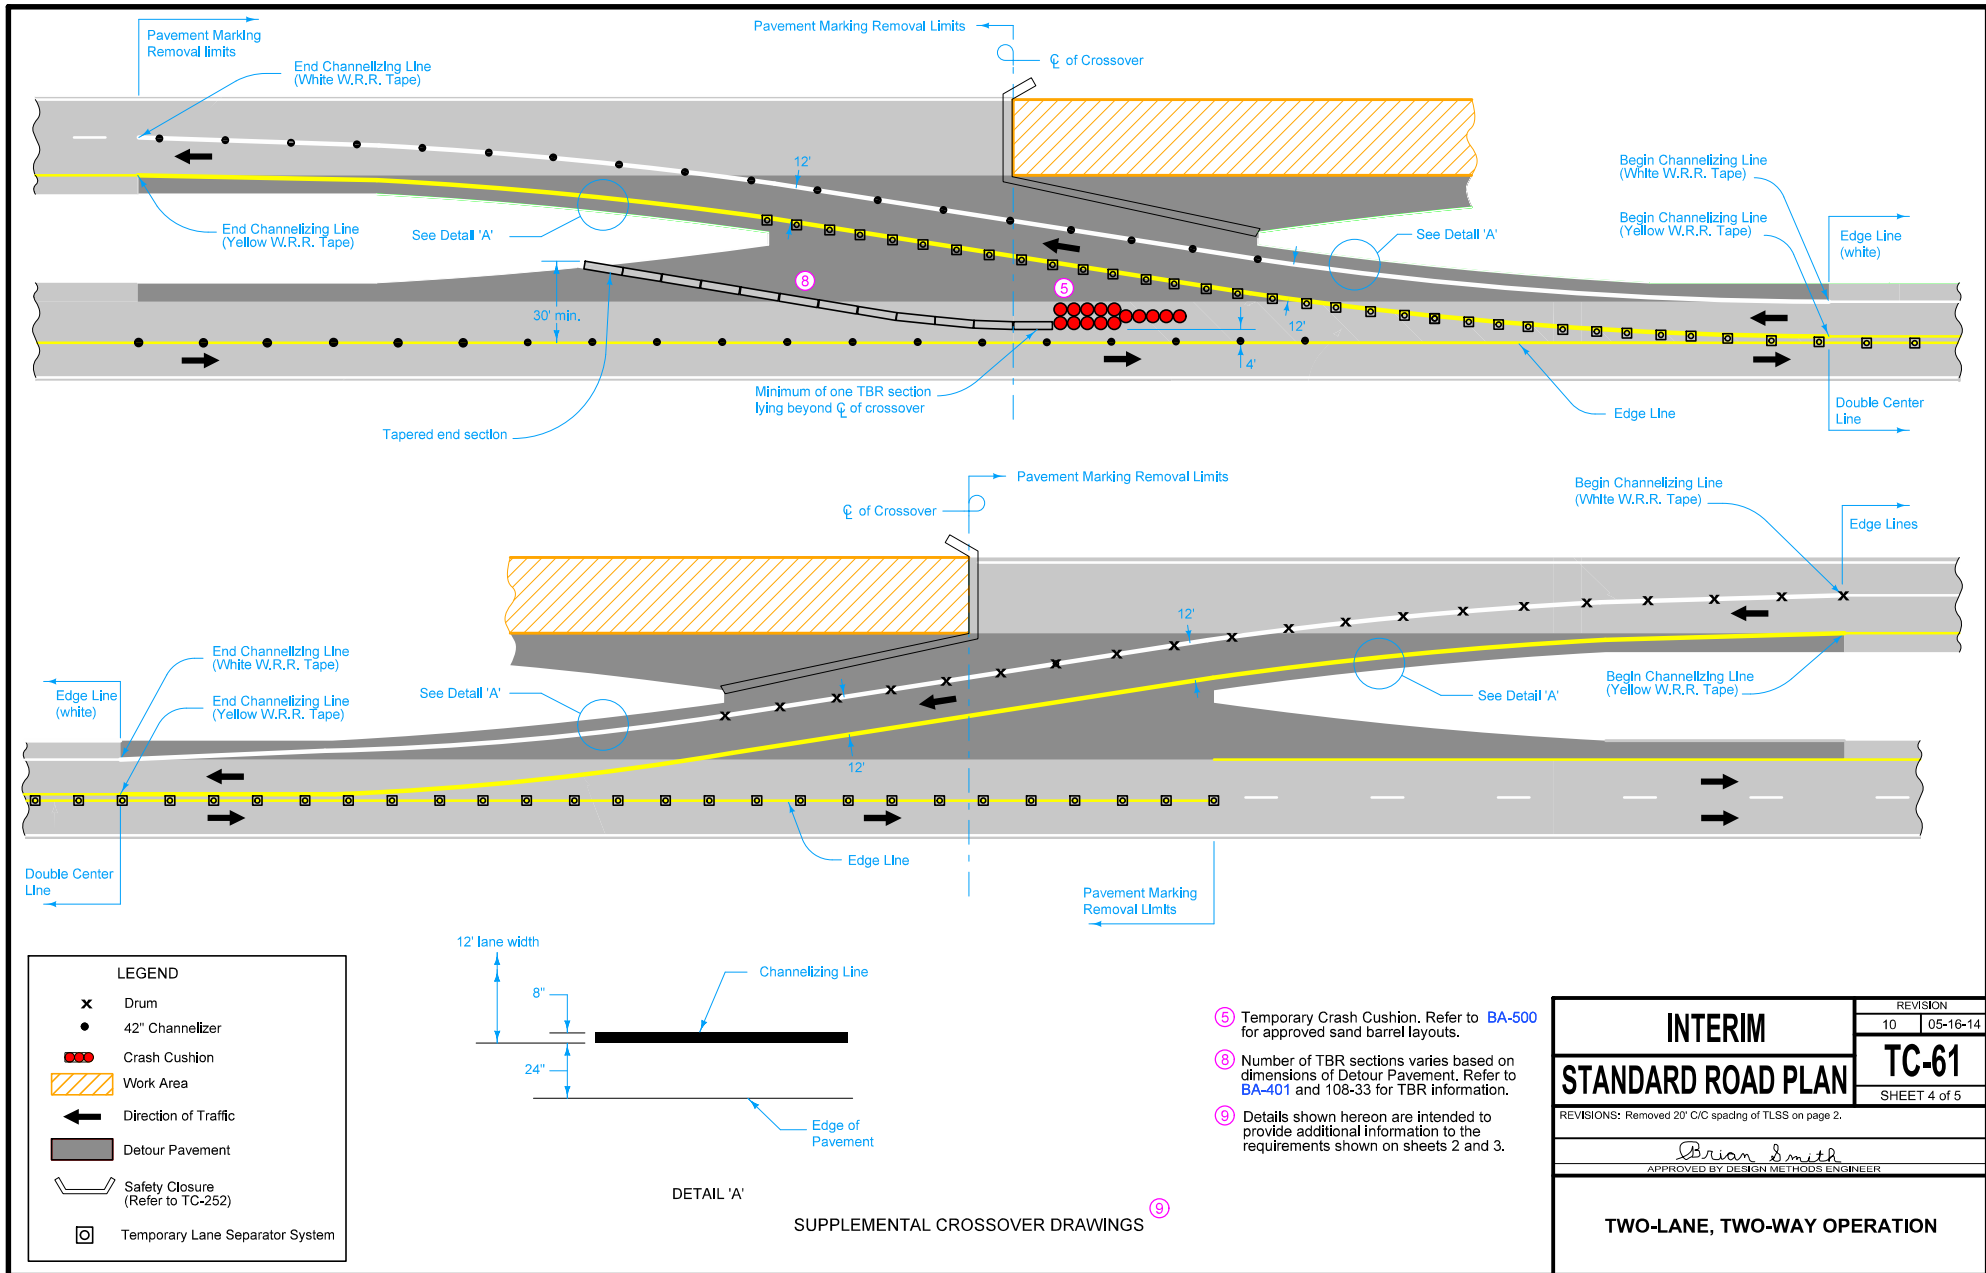 Pavement Marking
Removal limits
End Channelizing Line
(White W.R.R. Tape)
Pavement Marking Removal Limits
℄ of Crossover
12'
Begin Channelizing Line
(White W.R.R. Tape)
Begin Channelizing Line
(Yellow W.R.R. Tape)
Edge Line
(white)
End Channelizing Line
(Yellow W.R.R. Tape)
See Detail 'A'
See Detail 'A'
8
5
30' min.
12'
4'
Minimum of one TBR section
lying beyond ℄ of crossover
Tapered end section
Edge Line
Double Center
Line
Pavement Marking Removal Limits
℄ of Crossover
Begin Channelizing Line
(White W.R.R. Tape)
Edge Lines
12'
End Channelizing Line
(White W.R.R. Tape)
Edge Line
(white)
End Channelizing Line
(Yellow W.R.R. Tape)
See Detail 'A'
Begin Channelizing Line
(Yellow W.R.R. Tape)
See Detail 'A'
12'
Edge Line
Double Center
Line
Pavement Marking
Removal Limits
LEGEND
x Drum
42" Channelizer
Crash Cushion
Work Area
Direction of Traffic
Detour Pavement
Safety Closure
(Refer to TC-252)
Temporary Lane Separator System
12' lane width
8"
Channelizing Line
24"
Edge of
Pavement
DETAIL 'A'
SUPPLEMENTAL CROSSOVER DRAWINGS 9
5 Temporary Crash Cushion. Refer to BA-500
for approved sand barrel layouts.
8 Number of TBR sections varies based on
dimensions of Detour Pavement. Refer to
BA-401 and 108-33 for TBR information.
9 Details shown hereon are intended to
provide additional information to the
requirements shown on sheets 2 and 3.
INTERIM
STANDARD ROAD PLAN
REVISION
10 05-16-14
TC-61
SHEET 4 of 5
REVISIONS: Removed 20' C/C spacing of TLSS on page 2.
Brian Smith
APPROVED BY DESIGN METHODS ENGINEER
TWO-LANE, TWO-WAY OPERATION